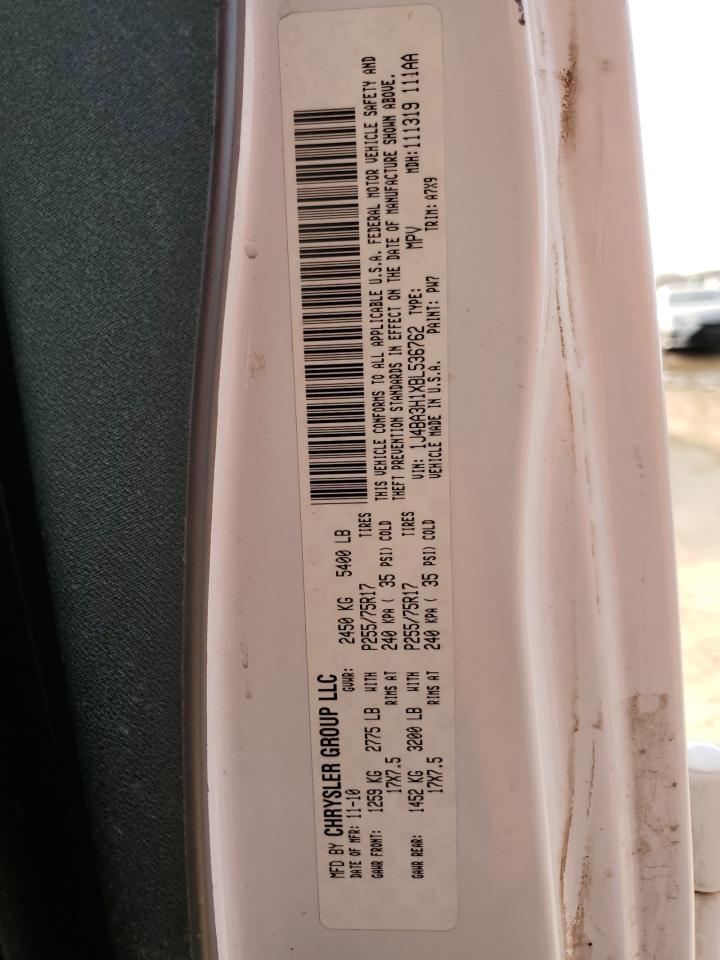 MFD BY CHRYSLER GROUP LLC
DATE OF MFR: 11-10 GVWR: 2450 KG 5400 LB
GAWR FRONT: 1259 KG 2775 LB WITH P255/75R17 TIRES
17X7.5 RIMS AT 240 KPA ( 35 PSI) COLD
GAWR REAR: 1452 KG 3200 LB WITH P255/75R17 TIRES
17X7.5 RIMS AT 240 KPA ( 35 PSI) COLD
THIS VEHICLE CONFORMS TO ALL APPLICABLE U.S.A. FEDERAL MOTOR VEHICLE SAFETY AND
THEFT PREVENTION STANDARDS IN EFFECT ON THE DATE OF MANUFACTURE SHOWN ABOVE.
VIN: 1J4BA3H1XBL536762 TYPE: MPV MDH:111319 111AA
VEHICLE MADE IN U.S.A. PAINT: PW7 TRIM: A7X9